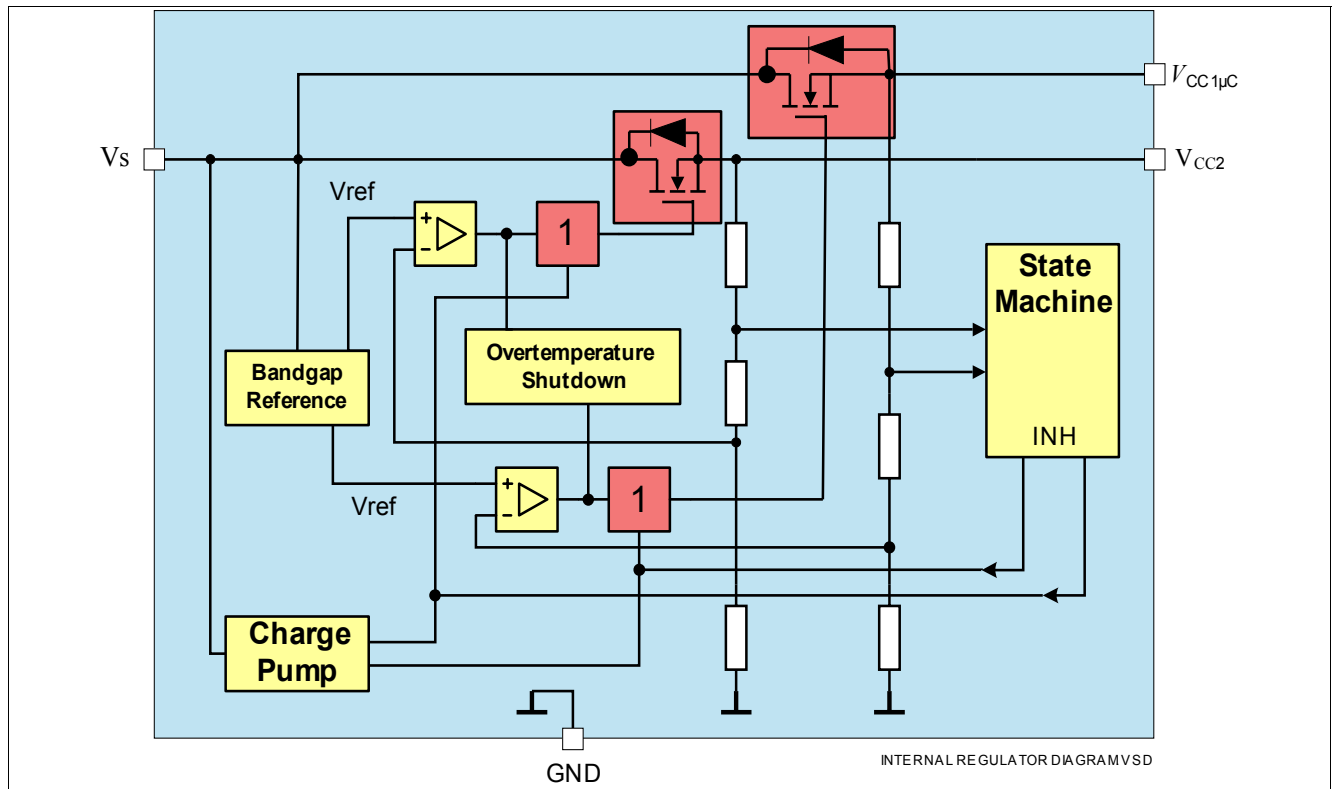 VCC1µC
Vs
VCC2
Vref
+
-
1
State
Machine
Overtemperature
Shutdown
Bandgap
Reference
INH
+
-
1
Vref
Charge
Pump
INTERNAL REGULATOR DIAGRAM.VSD
GND